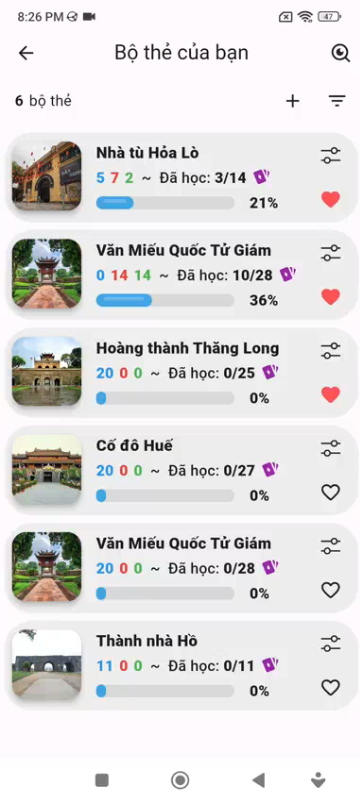 8:26 PM 47
Bộ thẻ của bạn
6 bộ thẻ
Nhà tù Hỏa Lò
5 7 2 ~ Đã học: 3/14
21%
Văn Miếu Quốc Tử Giám
0 14 14 ~ Đã học: 10/28
36%
Hoàng thành Thăng Long
20 0 0 ~ Đã học: 0/25
0%
Cố đô Huế
20 0 0 ~ Đã học: 0/27
0%
Văn Miếu Quốc Tử Giám
20 0 0 ~ Đã học: 0/28
0%
Thành nhà Hồ
11 0 0 ~ Đã học: 0/11
0%